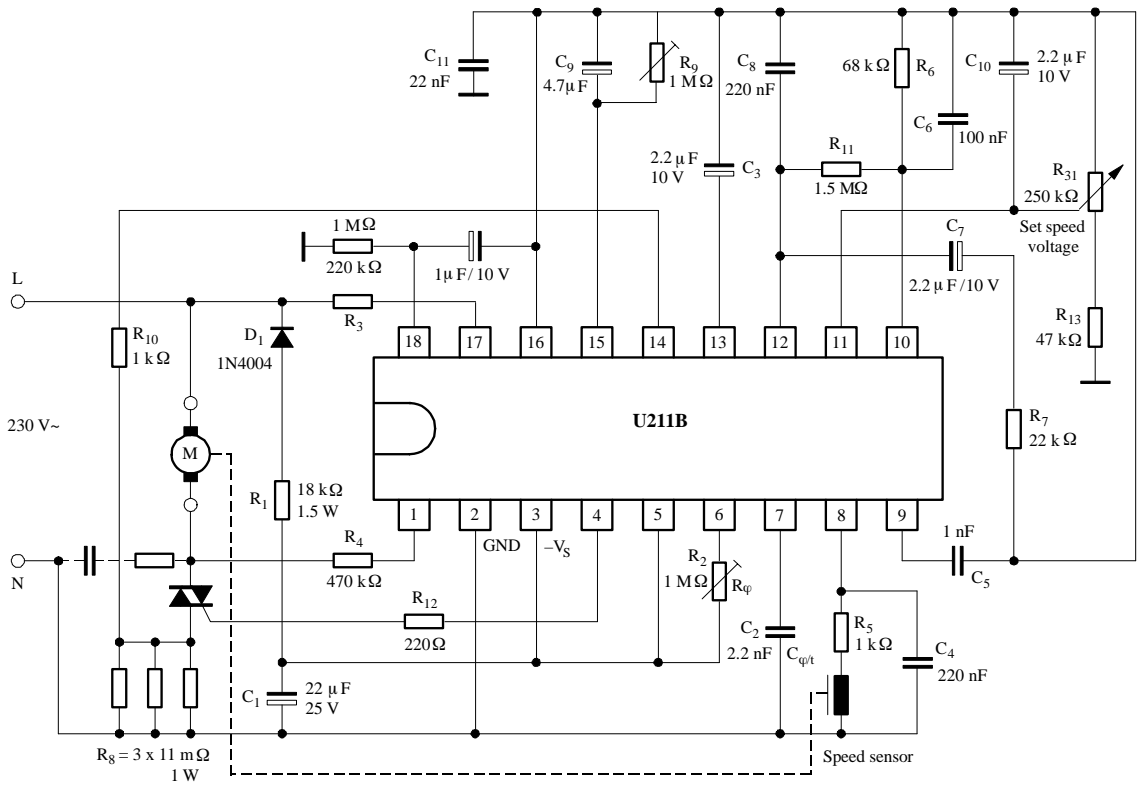 C11
22 nF
C9
4.7µF
R9
1 MΩ
C8
220 nF
68 kΩ
R6
C10
2.2 µF
10 V
C6
100 nF
2.2 µF
10 V
C3
R11
1.5 MΩ
R31
250 kΩ
Set speed
voltage
1 MΩ
220 kΩ
1µF/10 V
C7
2.2 µF/10 V
L
R10
1 kΩ
D1
1N4004
R3
R13
47 kΩ
18
17
16
15
14
13
12
11
10
230 V~
M
U211B
R7
22 kΩ
R1
18 kΩ
1.5 W
1
2
3
4
5
6
7
8
9
GND
–VS
1 nF
C5
N
R4
470 kΩ
R2
1 MΩ
Rφ
R12
220Ω
C2
2.2 nF
Cφ/t
R5
1 kΩ
C4
220 nF
C1
22 µF
25 V
R8 = 3 x 11 mΩ
1 W
Speed sensor